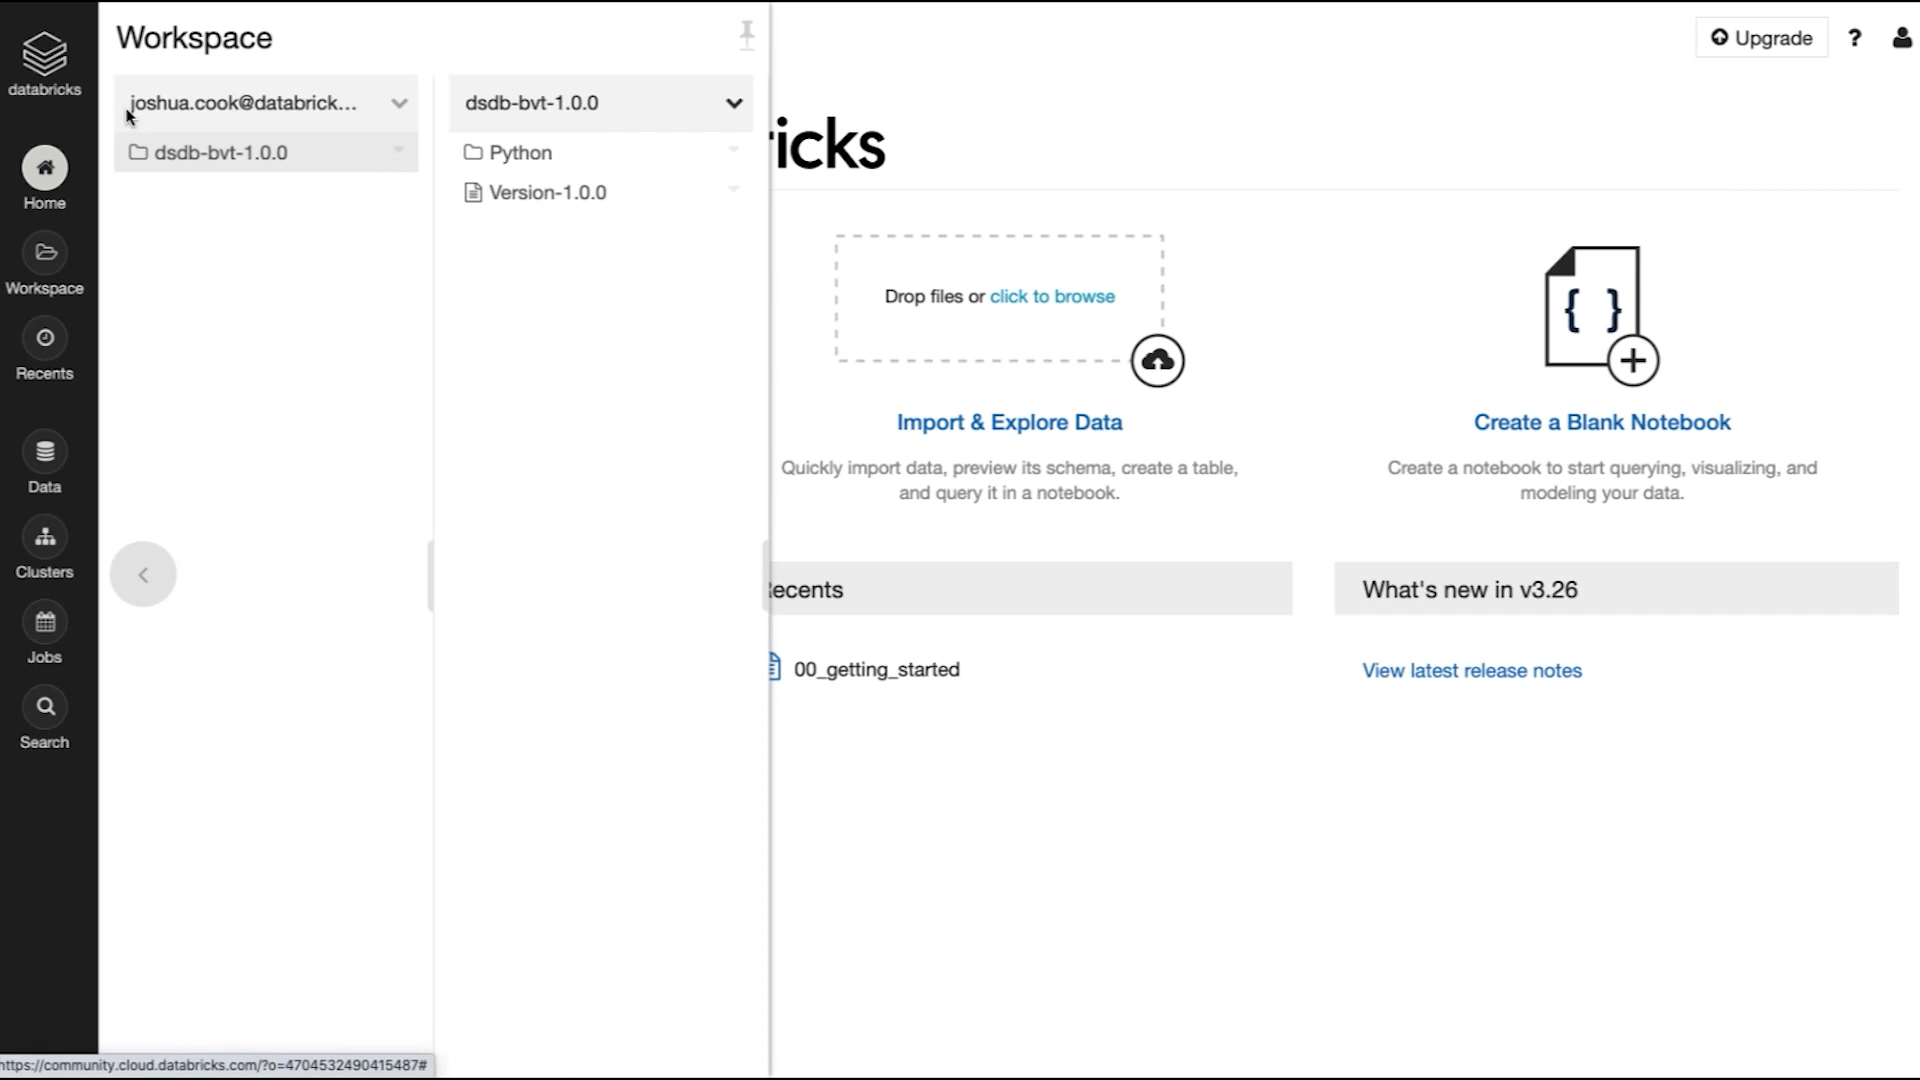 databricks
Home
Workspace
Recents
Data
Clusters
Jobs
Search
Workspace
joshua.cook@databrick...
dsdb-bvt-1.0.0
dsdb-bvt-1.0.0
Python
Version-1.0.0
Upgrade
?
ricks
Drop files or click to browse
Import & Explore Data
Quickly import data, preview its schema, create a table,
and query it in a notebook.
{ }
Create a Blank Notebook
Create a notebook to start querying, visualizing, and
modeling your data.
ecents
00_getting_started
What's new in v3.26
View latest release notes
https://community.cloud.databricks.com/?o=4704532490415487#